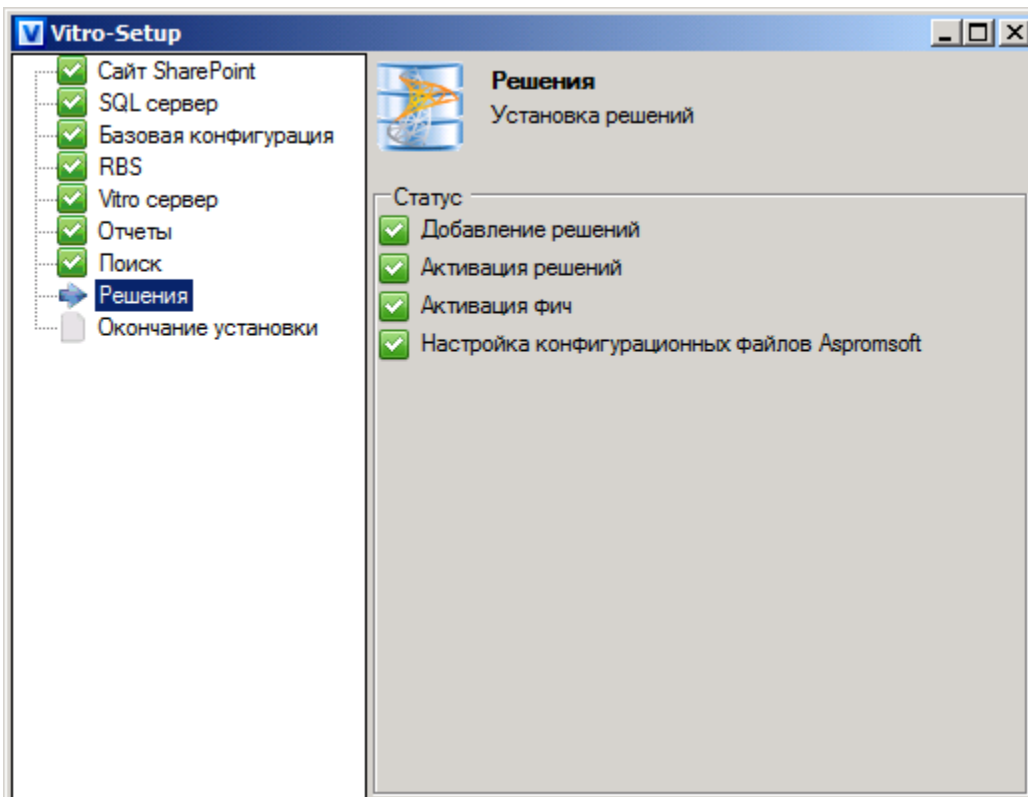 Vitro-Setup
Сайт SharePoint
SQL сервер
Базовая конфигурация
RBS
Vitro сервер
Отчеты
Поиск
Решения
Окончание установки
Решения
Установка решений
Статус
Добавление решений
Активация решений
Активация фич
Настройка конфигурационных файлов Aspromsoft